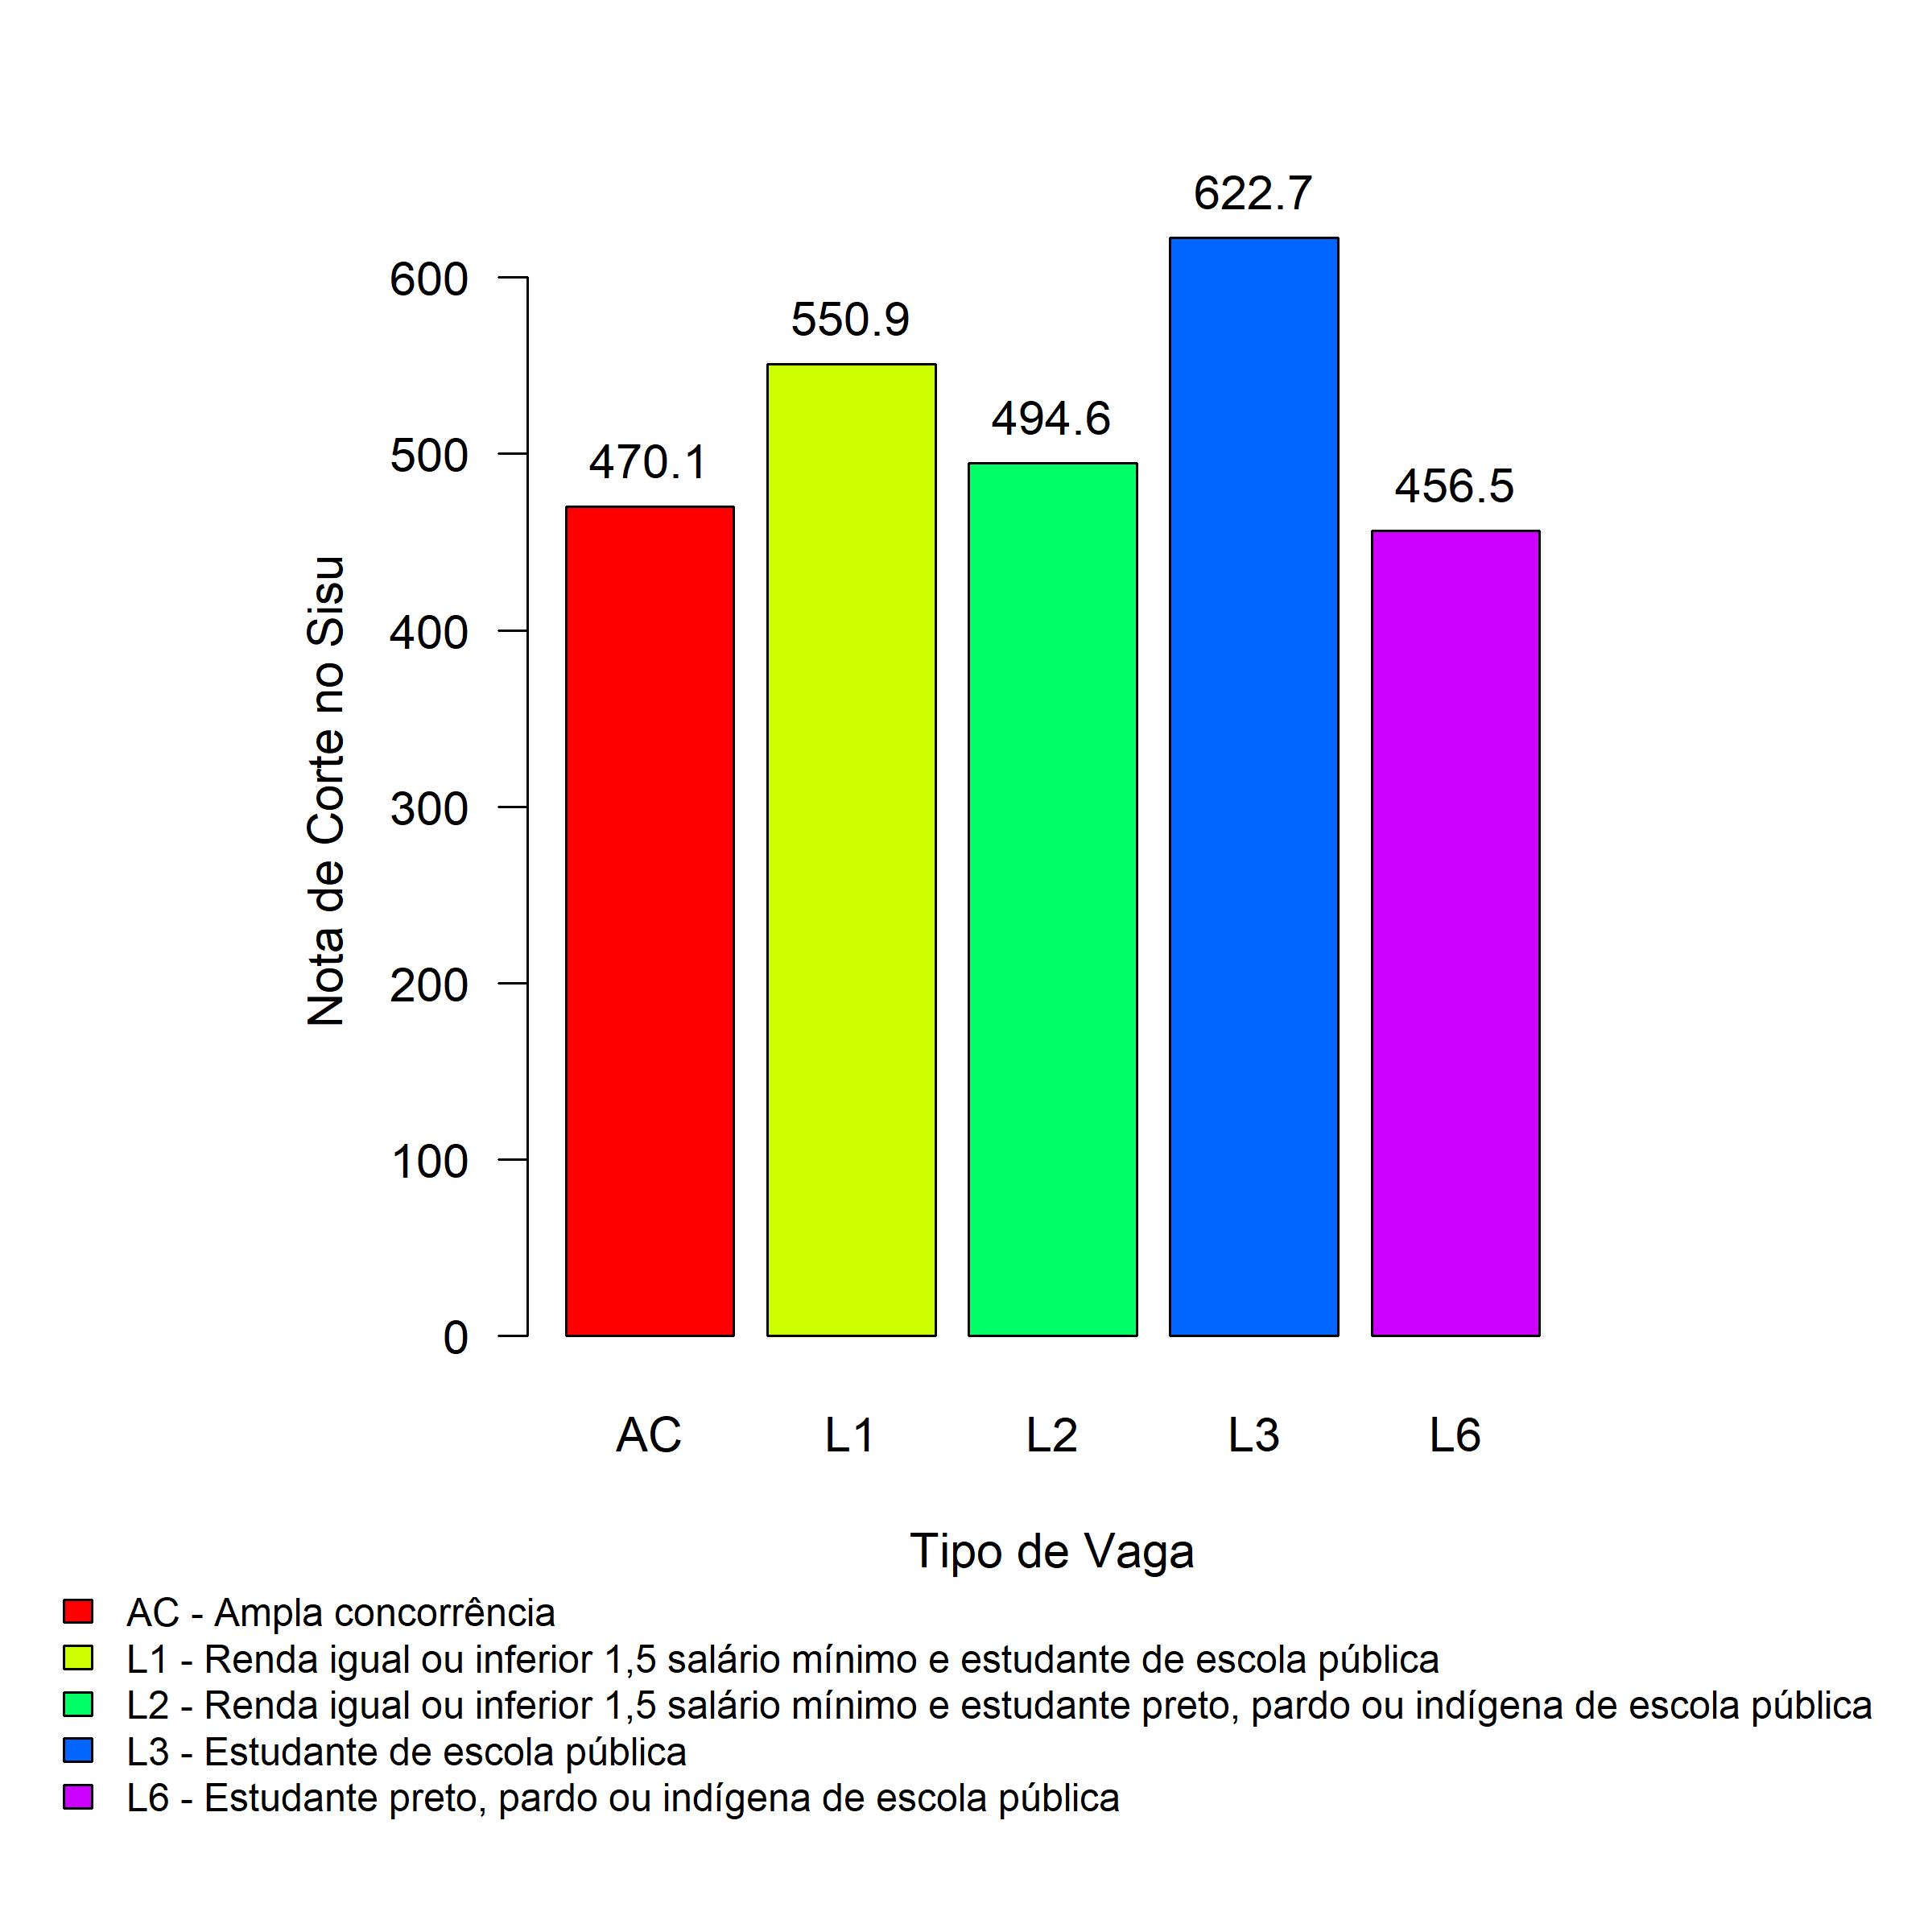 622.7
600
550.9
494.6
500
470.1
456.5
400
300
200
100
0
Nota de Corte no Sisu
AC L1 L2 L3 L6
Tipo de Vaga
AC - Ampla concorrência
L1 - Renda igual ou inferior 1,5 salário mínimo e estudante de escola pública
L2 - Renda igual ou inferior 1,5 salário mínimo e estudante preto, pardo ou indígena de escola pública
L3 - Estudante de escola pública
L6 - Estudante preto, pardo ou indígena de escola pública